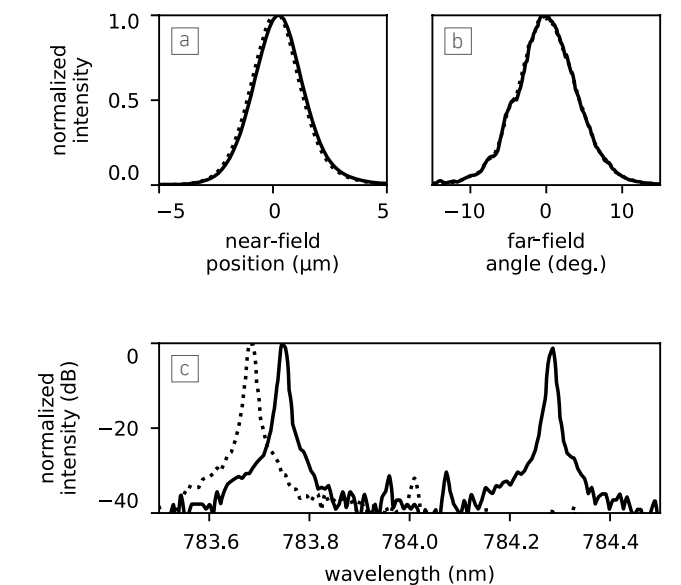 normalized
intensity
1.0
0.5
0.0
a
−5
0
5
near-field
position (μm)
b
−10
0
10
far-field
angle (deg.)
normalized
intensity (dB)
0
−20
−40
c
783.6
783.8
784.0
784.2
784.4
wavelength (nm)